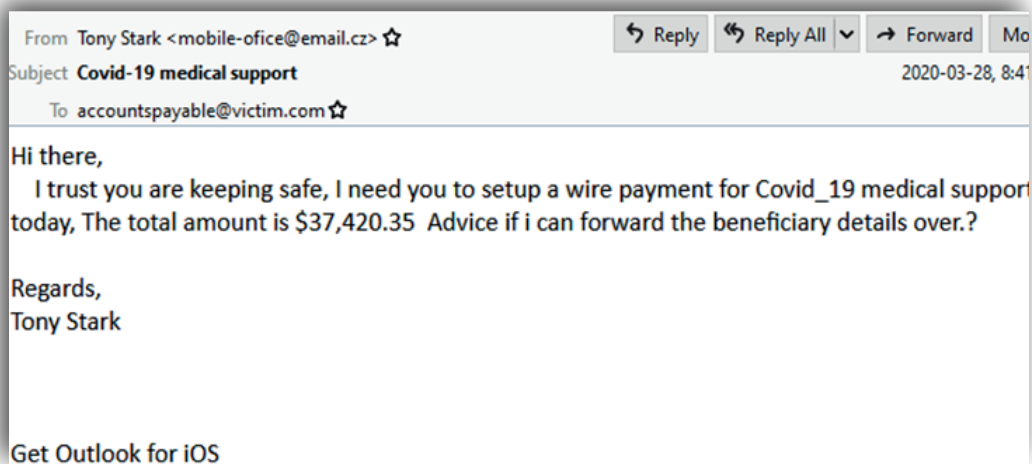 From Tony Stark <mobile-ofice@email.cz>
Reply
Reply All
Forward
Subject Covid-19 medical support
2020-03-28, 8:41
To accountspayable@victim.com
Hi there,
I trust you are keeping safe, I need you to setup a wire payment for Covid_19 medical support
today, The total amount is $37,420.35 Advice if i can forward the beneficiary details over.?
Regards,
Tony Stark
Get Outlook for iOS